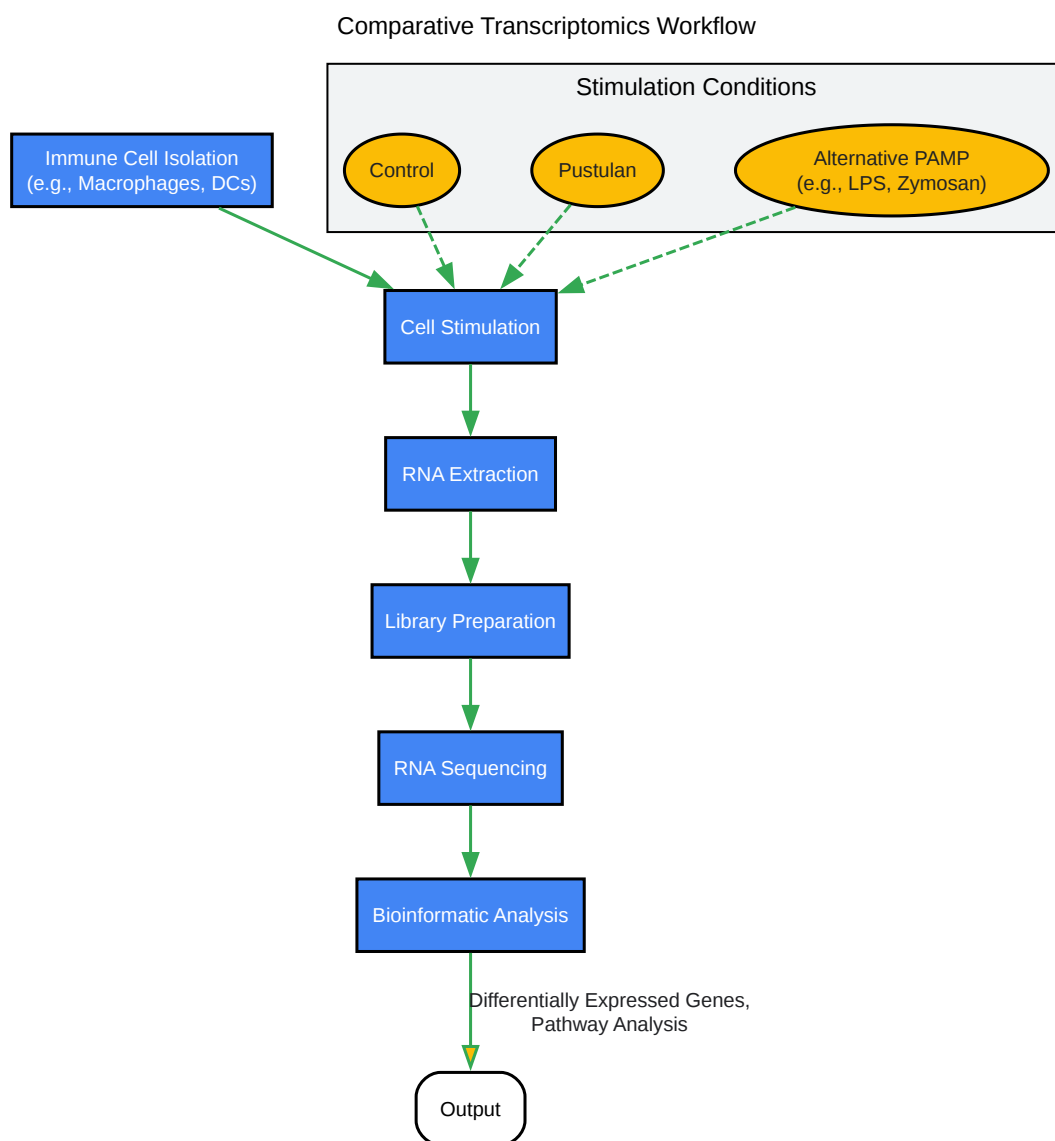 Comparative Transcriptomics Workflow
Stimulation Conditions
Immune Cell Isolation
(e.g., Macrophages, DCs)
Control
Pustulan
Alternative PAMP
(e.g., LPS, Zymosan)
Cell Stimulation
RNA Extraction
Library Preparation
RNA Sequencing
Bioinformatic Analysis
Differentially Expressed Genes,
Pathway Analysis
Output